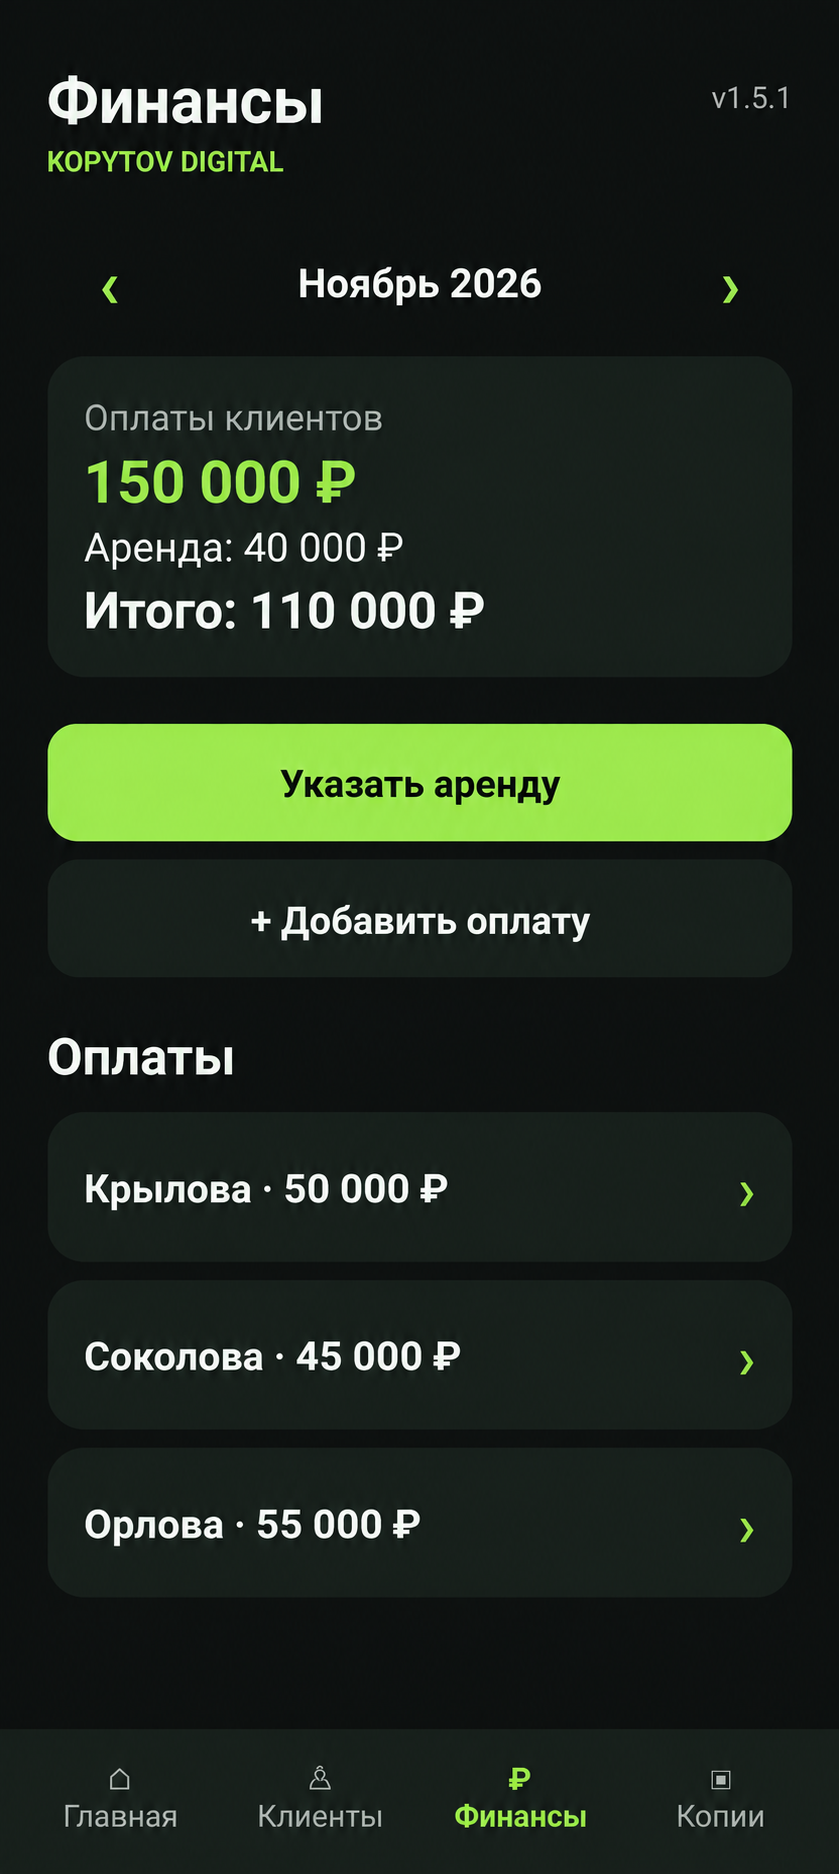 Финансы
v1.5.1
KOPYTOV DIGITAL
‹ Ноябрь 2026 ›
Оплаты клиентов
150 000 ₽
Аренда: 40 000 ₽
Итого: 110 000 ₽
Указать аренду
+ Добавить оплату
Оплаты
Крылова · 50 000 ₽ ›
Соколова · 45 000 ₽ ›
Орлова · 55 000 ₽ ›
₽
Главная Клиенты Финансы Копии